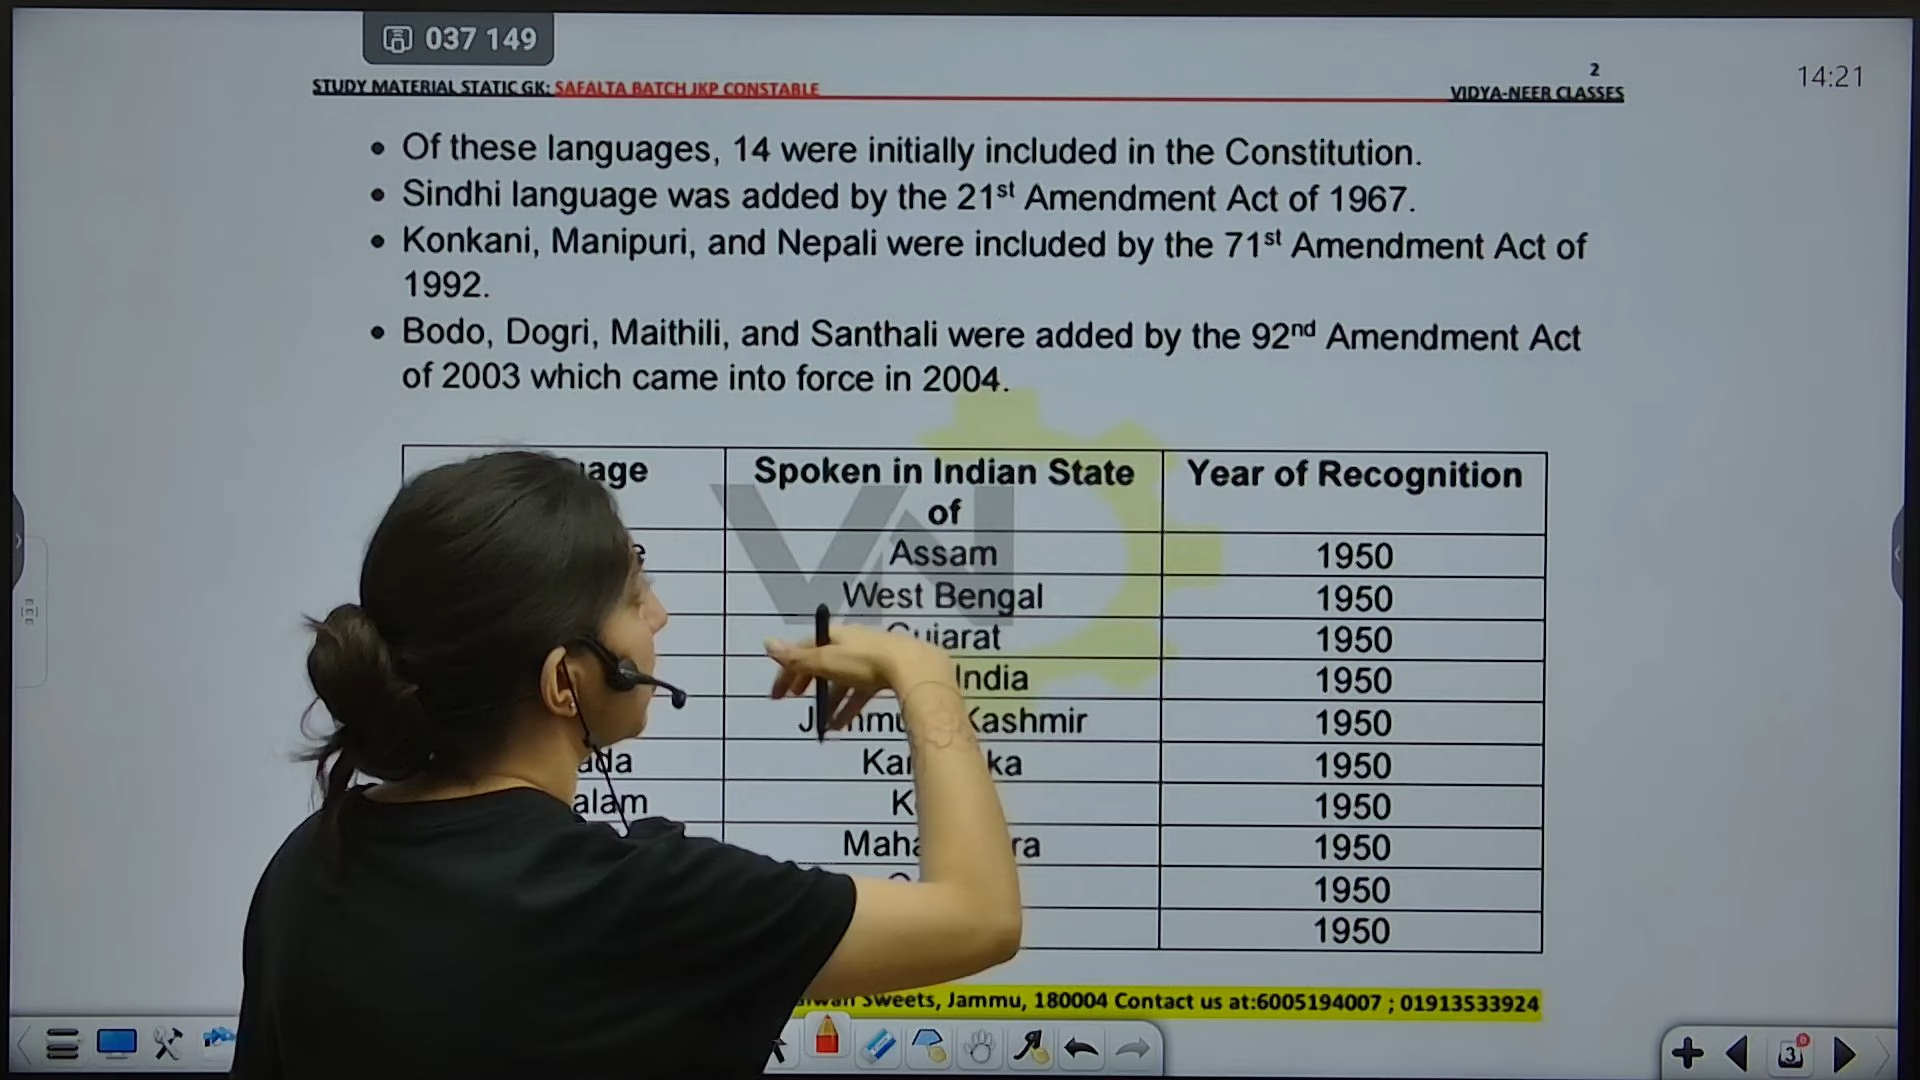 037 149
14:21
2
STUDY MATERIAL STATIC GK: SAFALTA BATCH JKP CONSTABLE VIDYA-NEER CLASSES
• Of these languages, 14 were initially included in the Constitution.
• Sindhi language was added by the 21st Amendment Act of 1967.
• Konkani, Manipuri, and Nepali were included by the 71st Amendment Act of
1992.
• Bodo, Dogri, Maithili, and Santhali were added by the 92nd Amendment Act
of 2003 which came into force in 2004.
Spoken in Indian State Year of Recognition
of
Assam 1950
West Bengal 1950
Gujarat 1950
India 1950
Kashmir 1950
1950
1950
1950
1950
1950
VN
Sweets, Jammu, 180004 Contact us at:6005194007 ; 01913533924
3